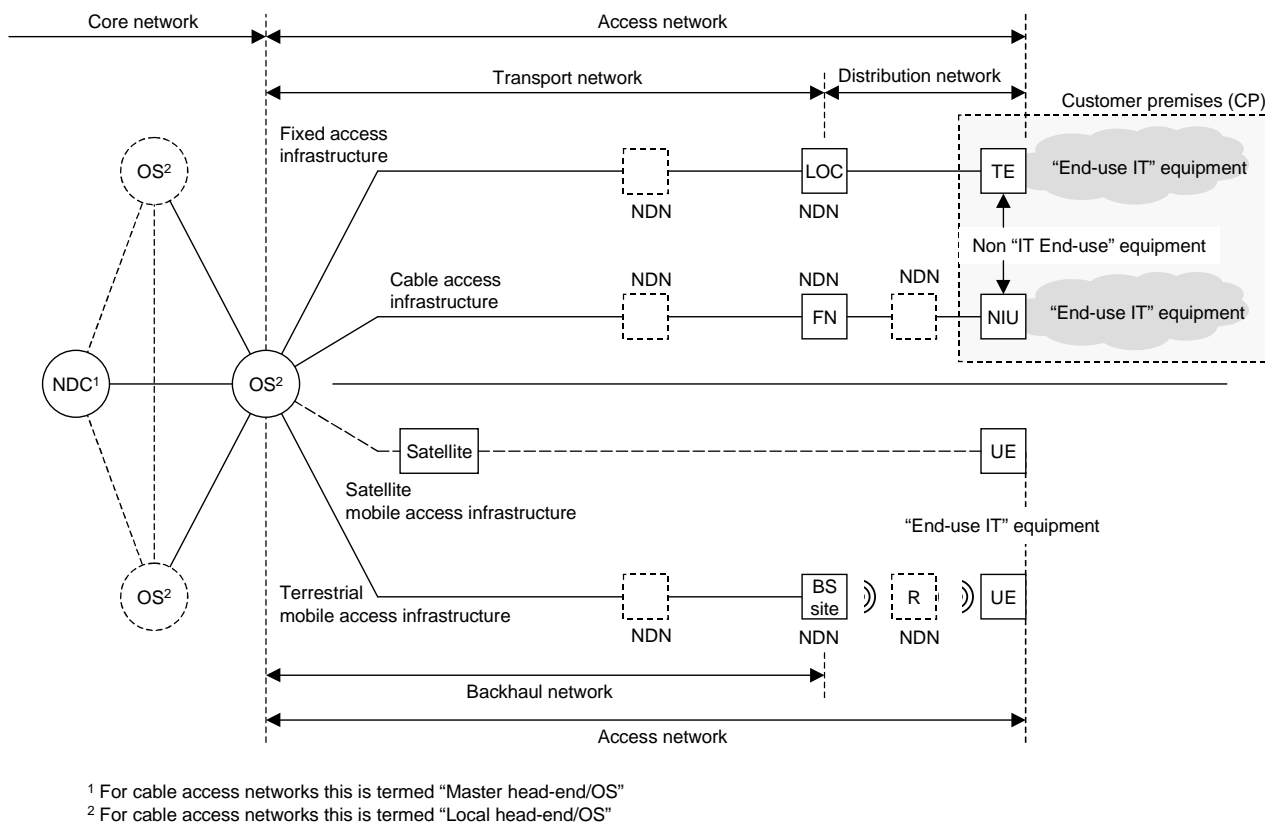 Core network
Access network
Transport network
Distribution network
Customer premises (CP)
Fixed access
infrastructure
OS²
LOC
TE
“End-use IT” equipment
NDN
NDN
Non “IT End-use” equipment
Cable access
infrastructure
NDN
NDN
NDN
FN
NIU
“End-use IT” equipment
NDC¹
OS²
Satellite
UE
Satellite
mobile access infrastructure
“End-use IT” equipment
OS²
Terrestrial
mobile access infrastructure
BS
site
R
UE
NDN
NDN
NDN
Backhaul network
Access network
¹ For cable access networks this is termed “Master head-end/OS”
² For cable access networks this is termed “Local head-end/OS”